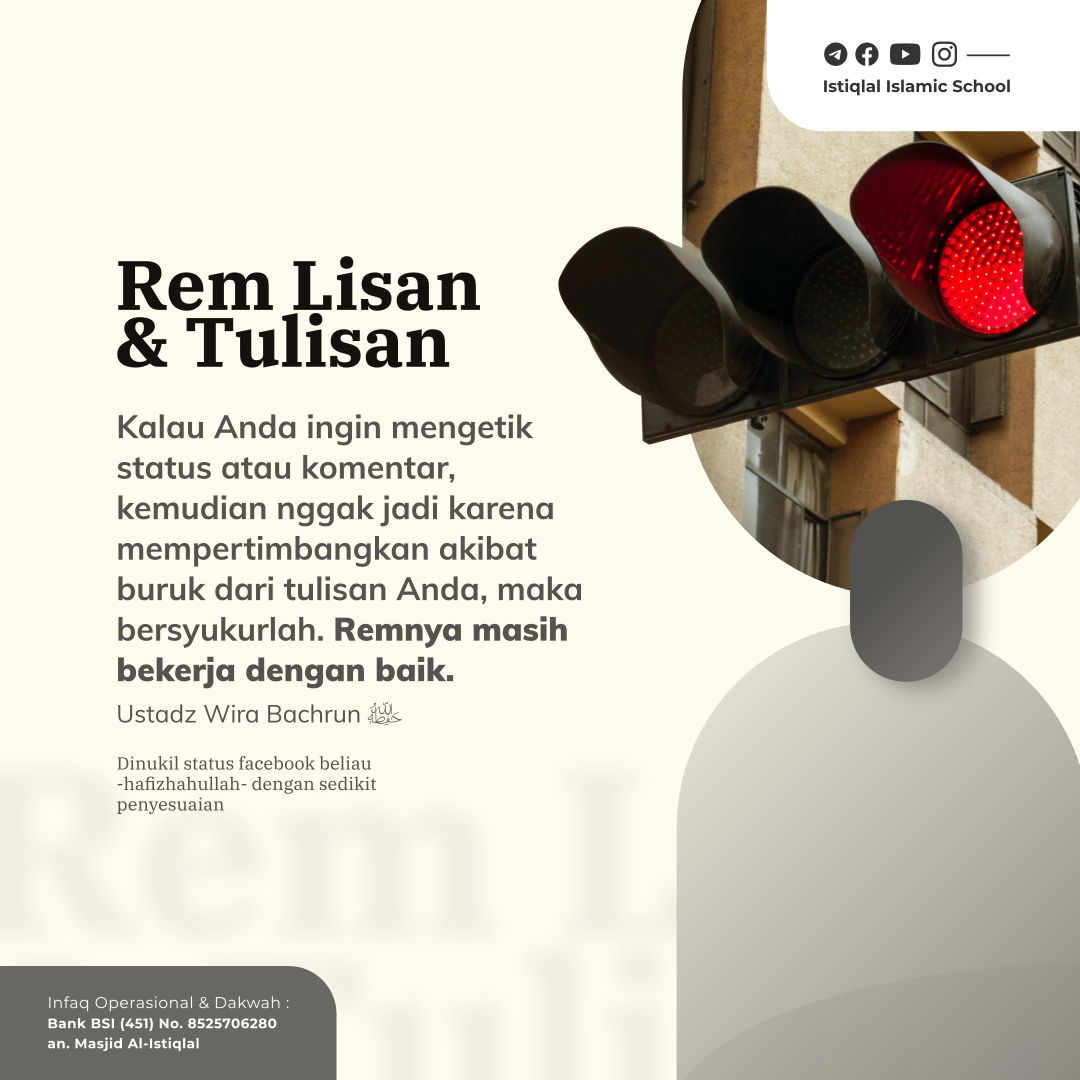 Istiqlal Islamic School
Rem Lisan
& Tulisan
Kalau Anda ingin mengetik
status atau komentar,
kemudian nggak jadi karena
mempertimbangkan akibat
buruk dari tulisan Anda, maka
bersyukurlah. Remnya masih
bekerja dengan baik.
Ustadz Wira Bachrun حفظه الله
Dinukil status facebook beliau
-hafizhahullah- dengan sedikit
penyesuaian
Rem L
& Tuli
Infaq Operasional & Dakwah :
Bank BSI (451) No. 8525706280
an. Masjid Al-Istiqlal